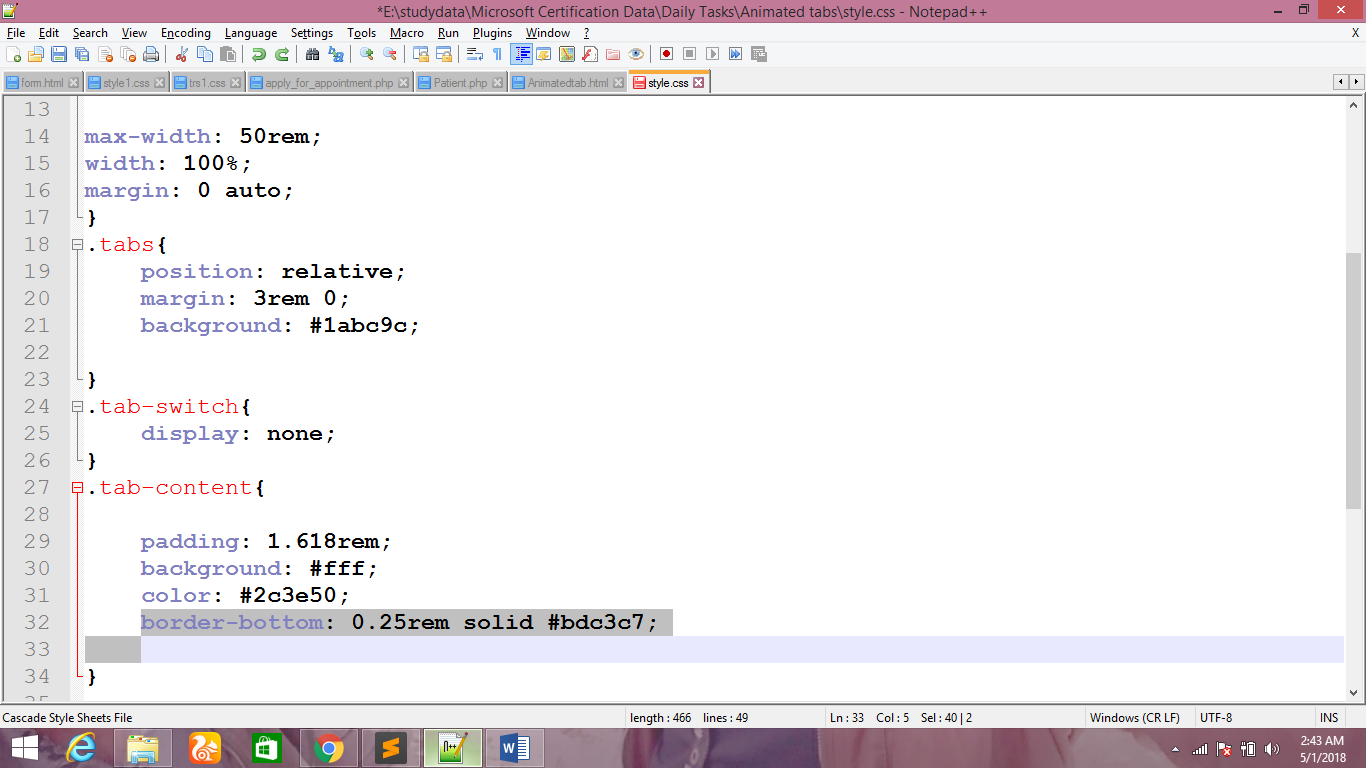 *E:\studydata\Microsoft Certification Data\Daily Tasks\Animated tabs\style.css - Notepad++
File Edit Search View Encoding Language Settings Tools Macro Run Plugins Window ? X
form.html style1.css trs1.css apply_for_appointment.php Patient.php Animatedtab.html style.css
13
14 max-width: 50rem;
15 width: 100%;
16 margin: 0 auto;
17 }
18 .tabs{
19 position: relative;
20 margin: 3rem 0;
21 background: #1abc9c;
22
23 }
24 .tab-switch{
25 display: none;
26 }
27 .tab-content{
28
29 padding: 1.618rem;
30 background: #fff;
31 color: #2c3e50;
32 border-bottom: 0.25rem solid #bdc3c7;
33
34 }
35
Cascade Style Sheets File length : 466 lines : 49 Ln : 33 Col : 5 Sel : 40 | 2 Windows (CR LF) UTF-8 INS
2:43 AM
5/1/2018